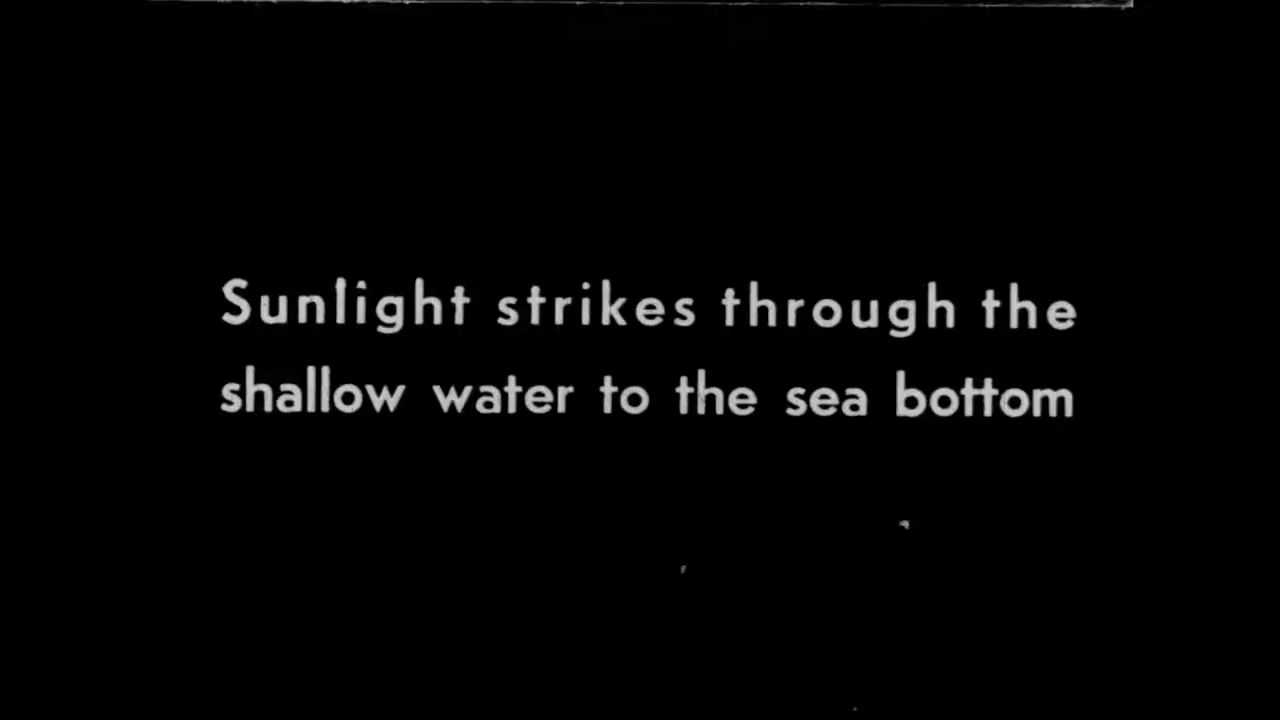 Sunlight strikes through the
shallow water to the sea bottom